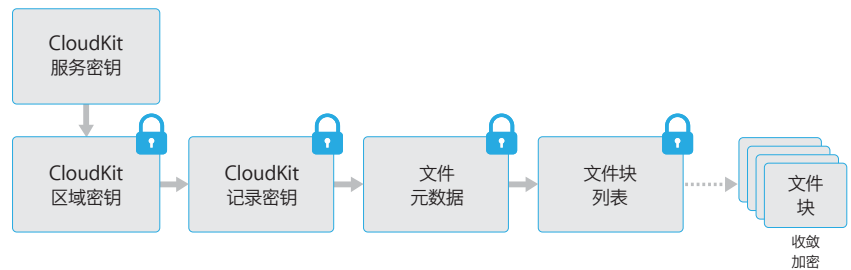 CloudKit
服务密钥
CloudKit
区域密钥
CloudKit
记录密钥
文件
元数据
文件块
列表
文件
块
收敛
加密